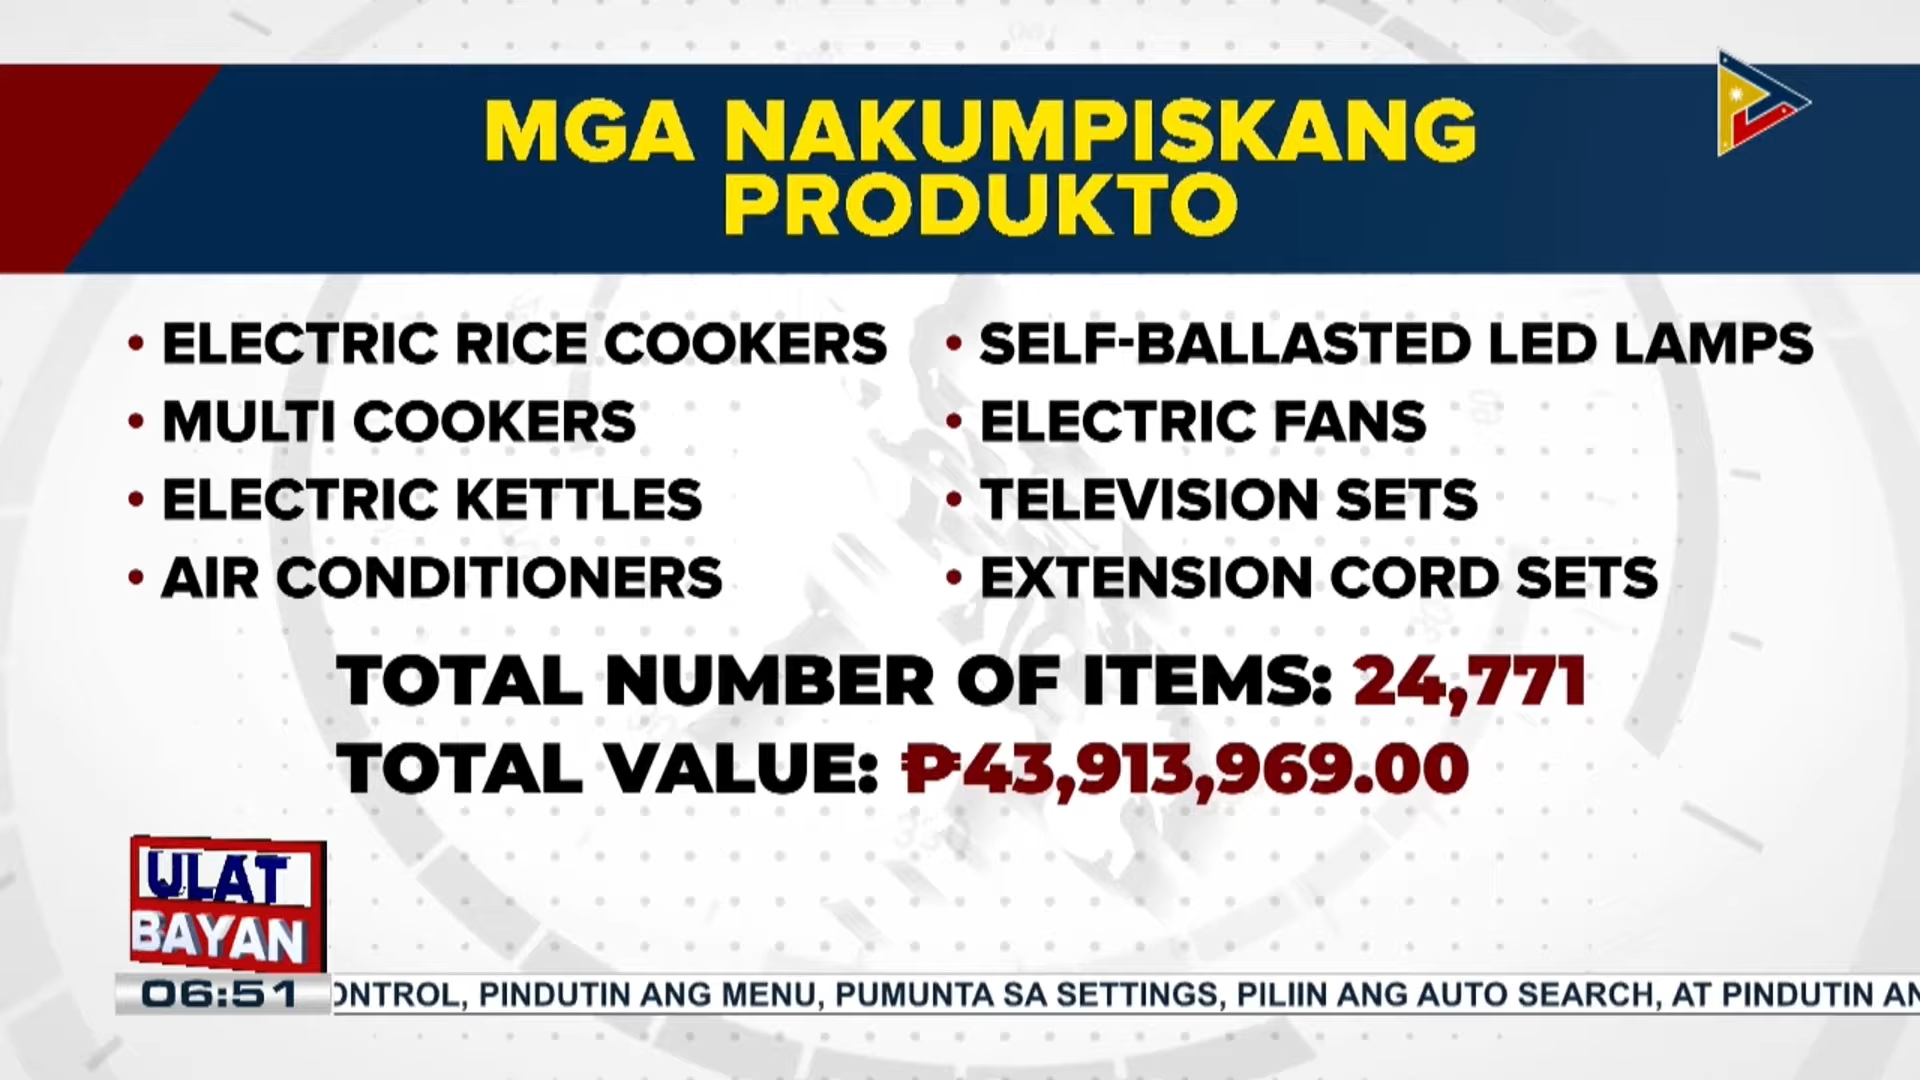 MGA NAKUMPISKANG
PRODUKTO
• ELECTRIC RICE COOKERS
• MULTI COOKERS
• ELECTRIC KETTLES
• AIR CONDITIONERS
• SELF-BALLASTED LED LAMPS
• ELECTRIC FANS
• TELEVISION SETS
• EXTENSION CORD SETS
TOTAL NUMBER OF ITEMS: 24,771
TOTAL VALUE: ₱43,913,969.00
ULAT
BAYAN
06:51
ONTROL, PINDUTIN ANG MENU, PUMUNTA SA SETTINGS, PILIIN ANG AUTO SEARCH, AT PINDUTIN AN